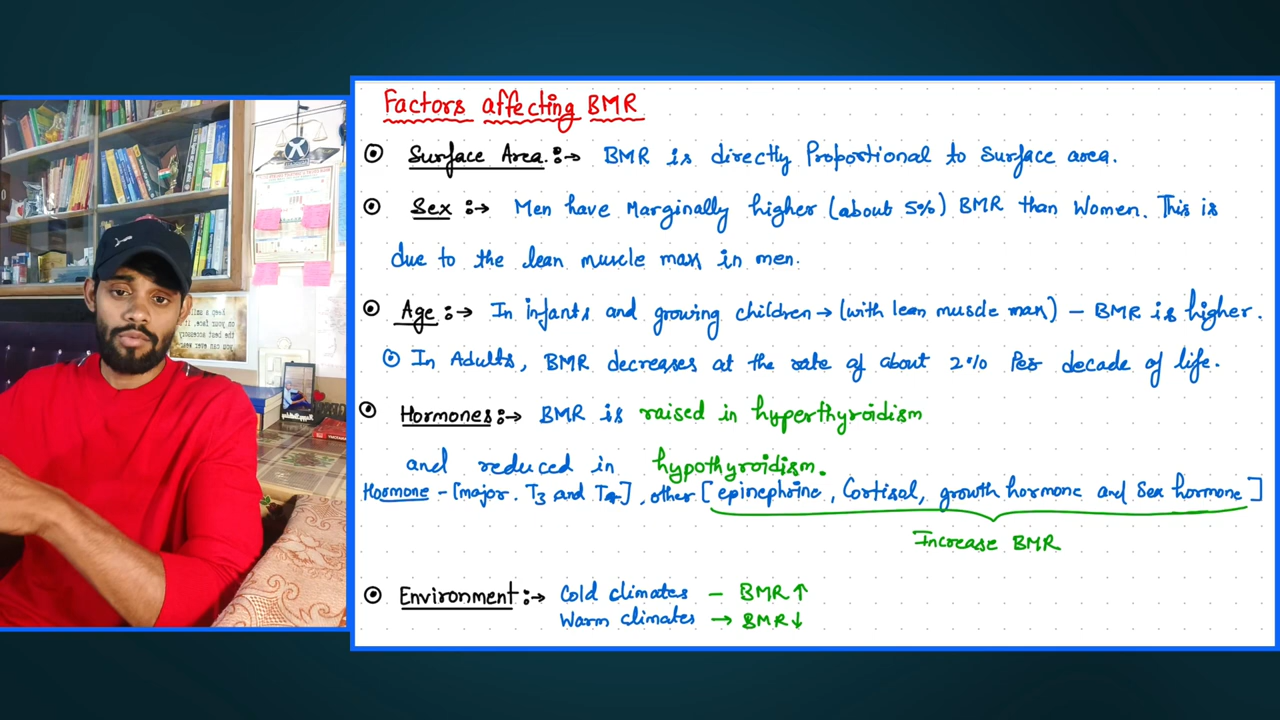 Factors affecting BMR
Surface Area :→ BMR is directly Proportional to Surface area.
Sex :→ Men have Marginally higher (about 5%) BMR than Women. This is
due to the lean muscle mass in men.
Age :→ In infants and growing children → (with lean muscle mass) – BMR is higher.
In Adults, BMR decreases at the rate of about 2% Per decade of life.
Hormones :→ BMR is raised in hyperthyroidism
and reduced in hypothyroidism.
Hormone - [major. T3 and T4], other [epinephrine, Cortisal, growth hormone and Sex hormone]
Increase BMR
Environment :→ Cold climates – BMR ↑
Warm climates → BMR ↓